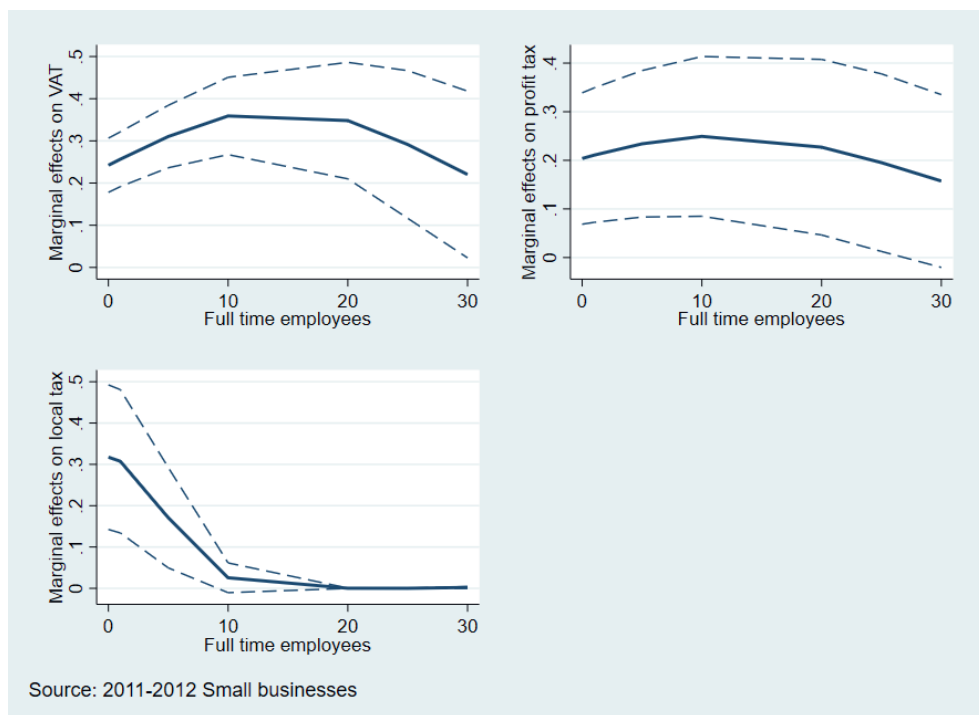 Marginal effects on VAT
.5
.4
.3
.2
.1
0
0 10 20 30
Full time employees
Marginal effects on profit tax
.4
.3
.2
.1
0
0 10 20 30
Full time employees
Marginal effects on local tax
.5
.4
.3
.2
.1
0
0 10 20 30
Full time employees
Source: 2011-2012 Small businesses